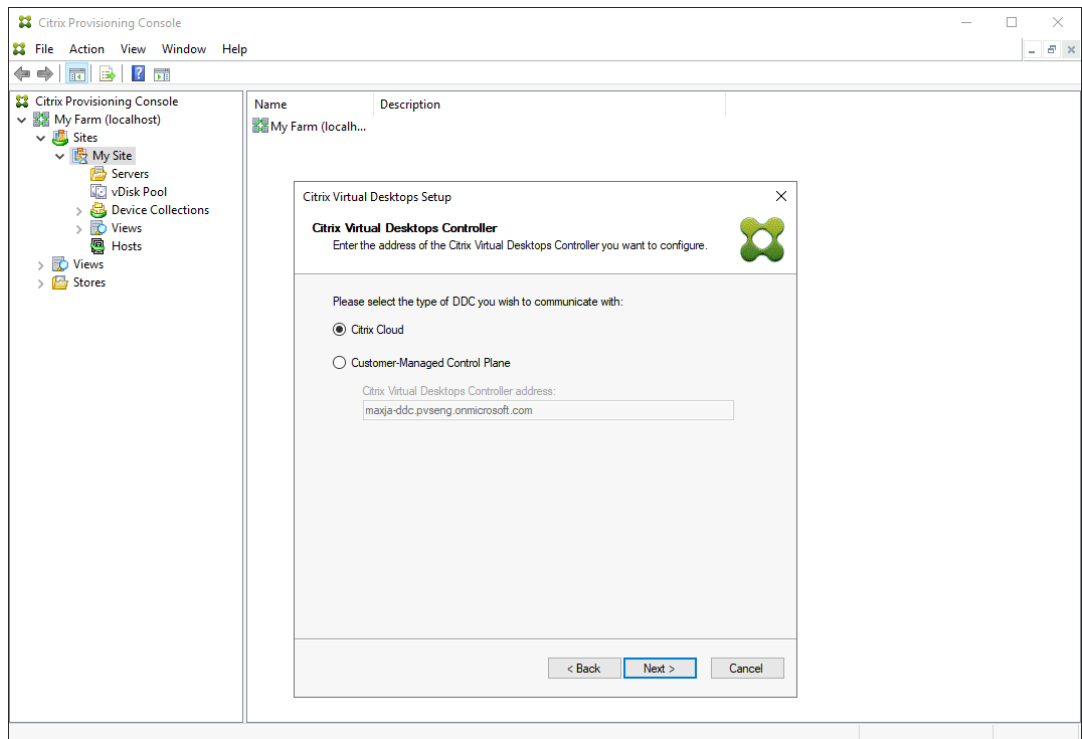 Citrix Provisioning Console
File Action View Window Help
Citrix Provisioning Console
My Farm (localhost)
Sites
My Site
Servers
vDisk Pool
Device Collections
Views
Hosts
Views
Stores
Name Description
My Farm (localh...
Citrix Virtual Desktops Setup
Citrix Virtual Desktops Controller
Enter the address of the Citrix Virtual Desktops Controller you want to configure.
Please select the type of DDC you wish to communicate with:
Citrix Cloud
Customer-Managed Control Plane
Citrix Virtual Desktops Controller address:
maxja-ddc.pvseng.onmicrosoft.com
< Back Next > Cancel